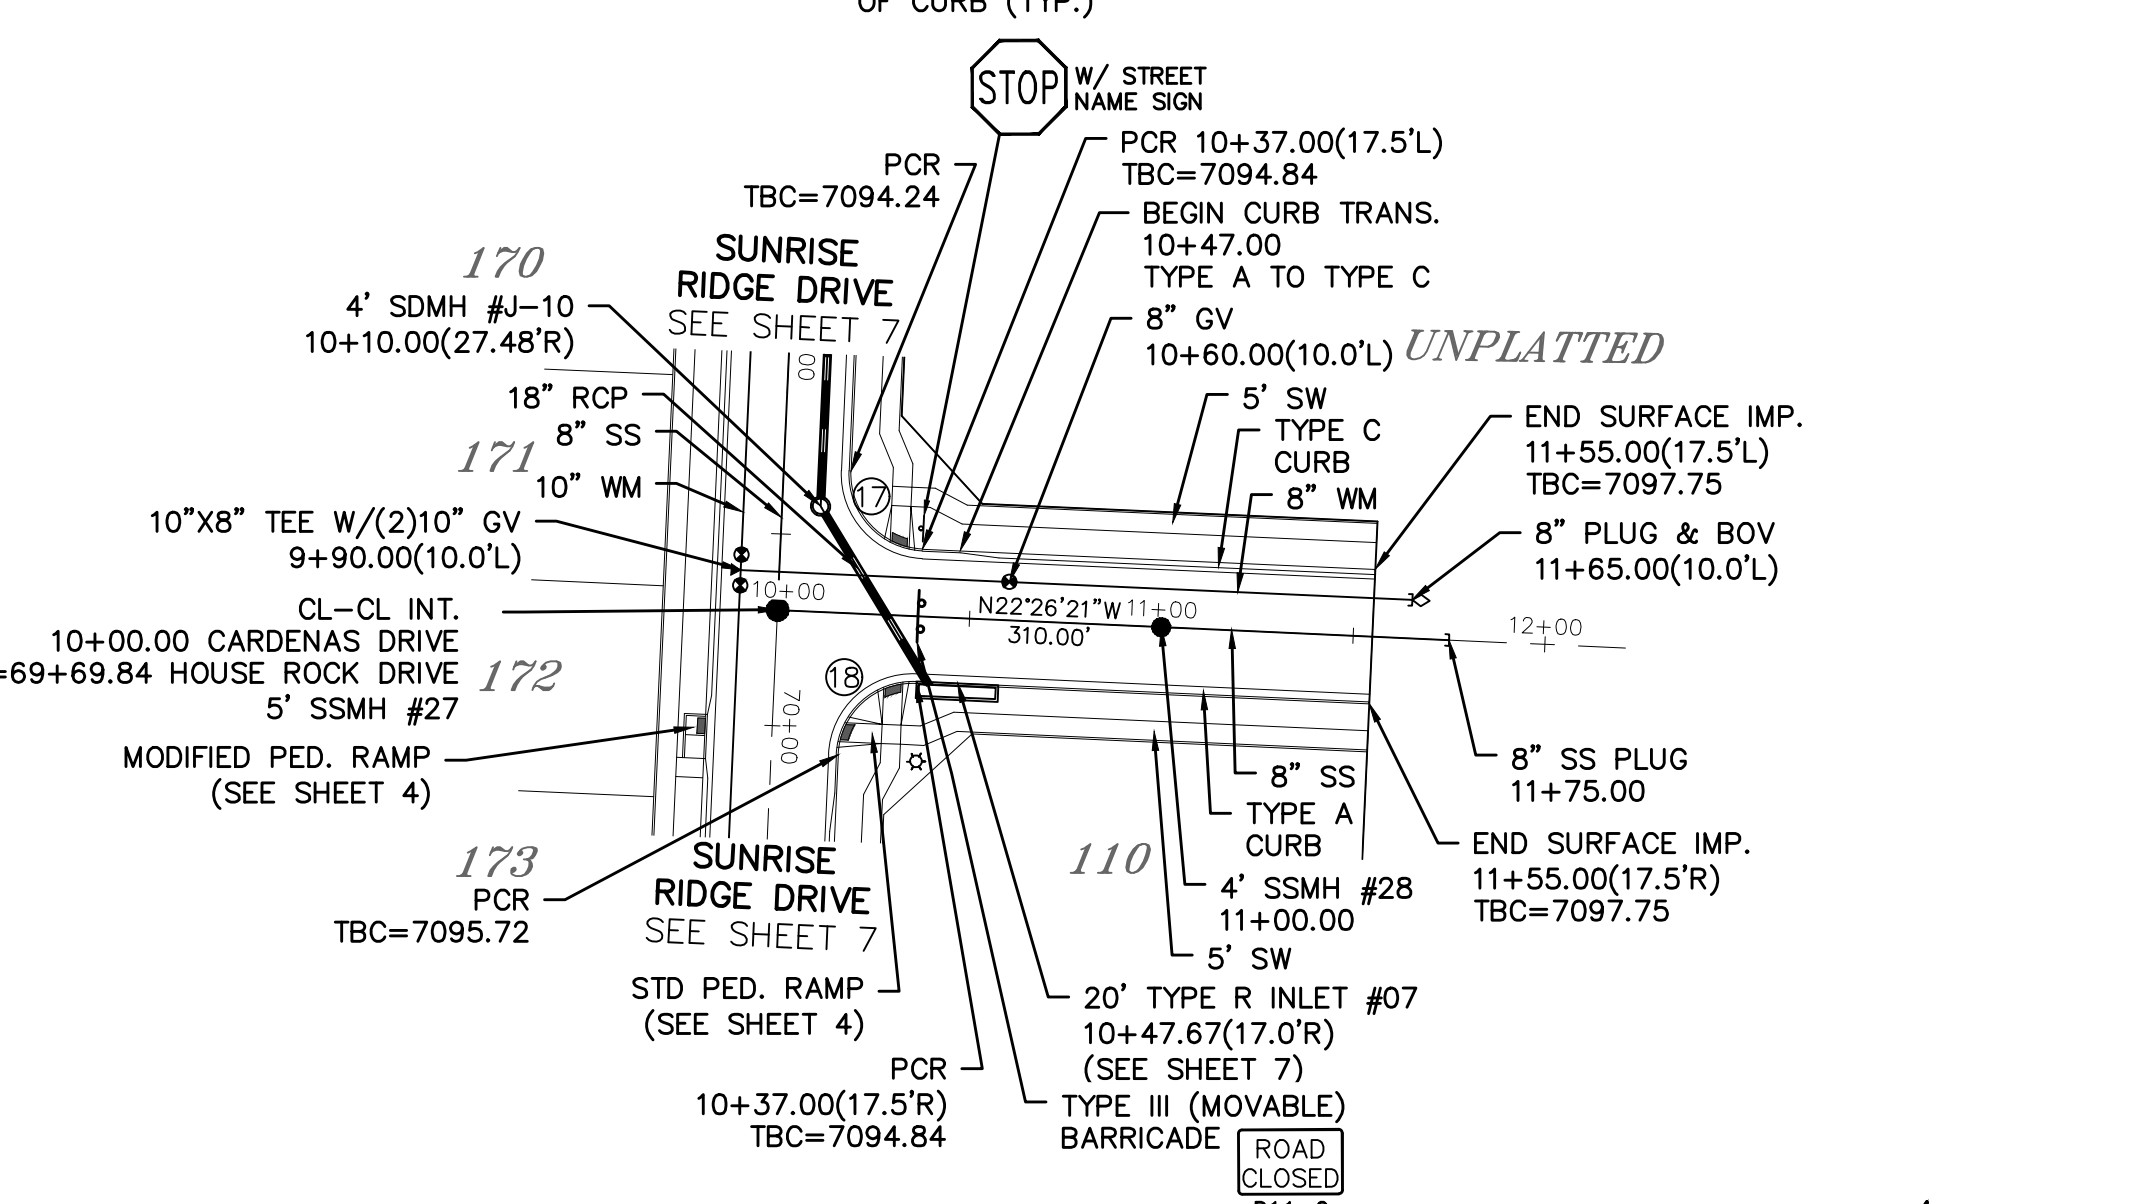 OF CURB (TYP.)
STOP
W/ STREET
NAME SIGN
PCR 10+37.00(17.5'L)
TBC=7094.84
PCR
TBC=7094.24
BEGIN CURB TRANS.
10+47.00
TYPE A TO TYPE C
SUNRISE
RIDGE DRIVE
SEE SHEET 7
170
4' SDMH #J-10
10+10.00(27.48'R)
8" GV
10+60.00(10.0'L)
UNPLATTED
00
18" RCP
8" SS
171
10" WM
5' SW
TYPE C
CURB
8" WM
END SURFACE IMP.
11+55.00(17.5'L)
TBC=7097.75
17
10"X8" TEE W/(2)10" GV
9+90.00(10.0'L)
8" PLUG & BOV
11+65.00(10.0'L)
10+00
N22°26'21"W
310.00'
11+00
12+00
CL-CL INT.
10+00.00 CARDENAS DRIVE
=69+69.84 HOUSE ROCK DRIVE
5' SSMH #27
172
18
70+00
MODIFIED PED. RAMP
(SEE SHEET 4)
8" SS PLUG
11+75.00
8" SS
TYPE A
CURB
END SURFACE IMP.
11+55.00(17.5'R)
TBC=7097.75
173
PCR
TBC=7095.72
SUNRISE
RIDGE DRIVE
SEE SHEET 7
110
4' SSMH #28
11+00.00
5' SW
STD PED. RAMP
(SEE SHEET 4)
20' TYPE R INLET #07
10+47.67(17.0'R)
(SEE SHEET 7)
PCR
10+37.00(17.5'R)
TBC=7094.84
TYPE III (MOVABLE)
BARRICADE
ROAD
CLOSED